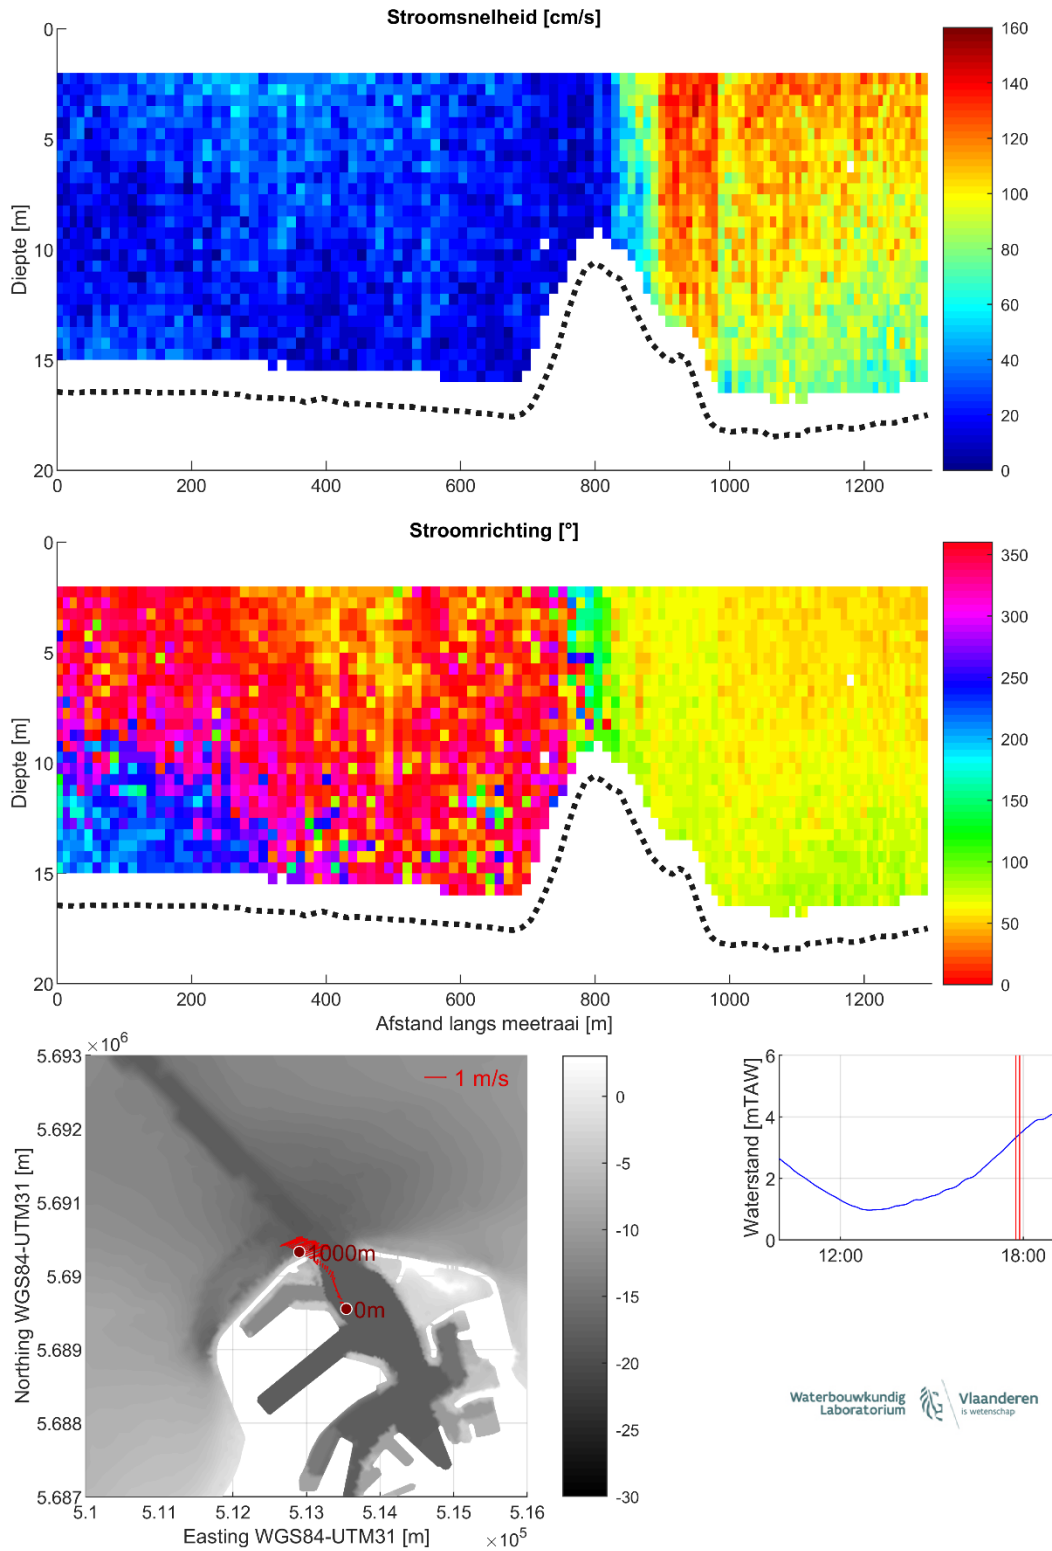 Stroomsnelheid [cm/s]
0
5
10
15
20
Diepte [m]
0 200 400 600 800 1000 1200
160
140
120
100
80
60
40
20
0
Stroomrichting [°]
0
5
10
15
20
Diepte [m]
0 200 400 600 800 1000 1200
Afstand langs meetraai [m]
350
300
250
200
150
100
50
0
×10⁶
5.693
5.692
5.691
5.69
5.689
5.688
5.687
Northing WGS84-UTM31 [m]
1 m/s
1000m
0m
5.1 5.11 5.12 5.13 5.14 5.15 5.16
Easting WGS84-UTM31 [m]
×10⁵
0
-5
-10
-15
-20
-25
-30
Waterstand [mTAW]
6
4
2
0
12:00 18:00
Waterbouwkundig
Laboratorium
Vlaanderen
is wetenschap